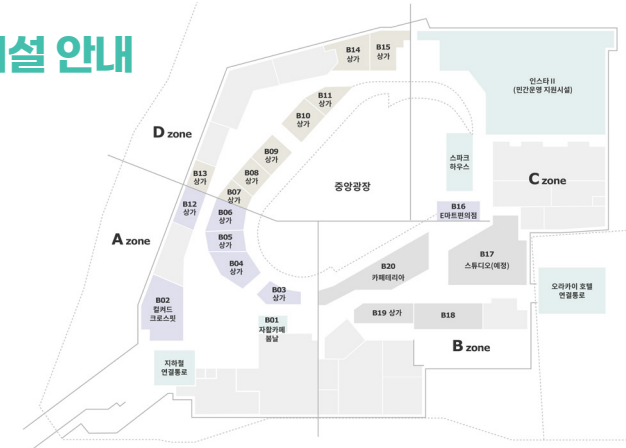 설 안내
B14
상가
B15
상가
인스타 II
(민간운영 지원시설)
B11
상가
B10
상가
D zone
스파크
하우스
B09
상가
B08
상가
B13
상가
B07
상가
중앙광장
C zone
B12
상가
B06
상가
B16
E마트편의점
A zone
B05
상가
B04
상가
B17
스튜디오(예정)
B20
카페테리아
B03
상가
B02
컬커드
크로스핏
오라카이 호텔
연결통로
B01
자활카페
봄날
B19 상가
B18
B zone
지하철
연결통로